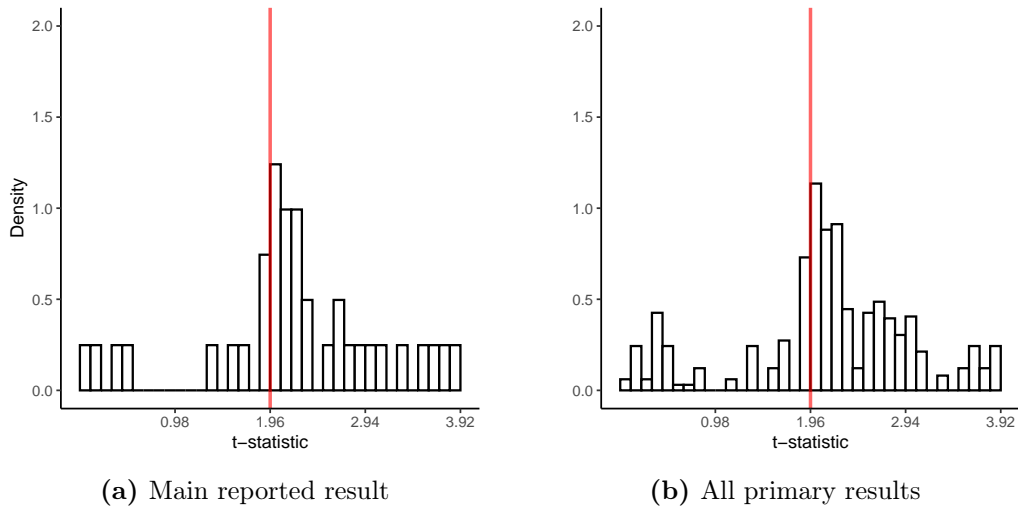 2.0
1.5
1.0
0.5
0.0
Density
0.98 1.96 2.94 3.92
t−statistic
(a) Main reported result
2.0
1.5
1.0
0.5
0.0
0.98 1.96 2.94 3.92
t−statistic
(b) All primary results